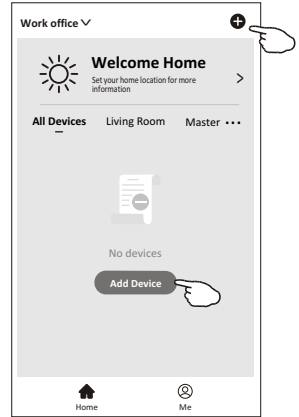 Work office
Welcome Home
Set your home location for more
information
All Devices Living Room Master
No devices
Add Device
Home Me